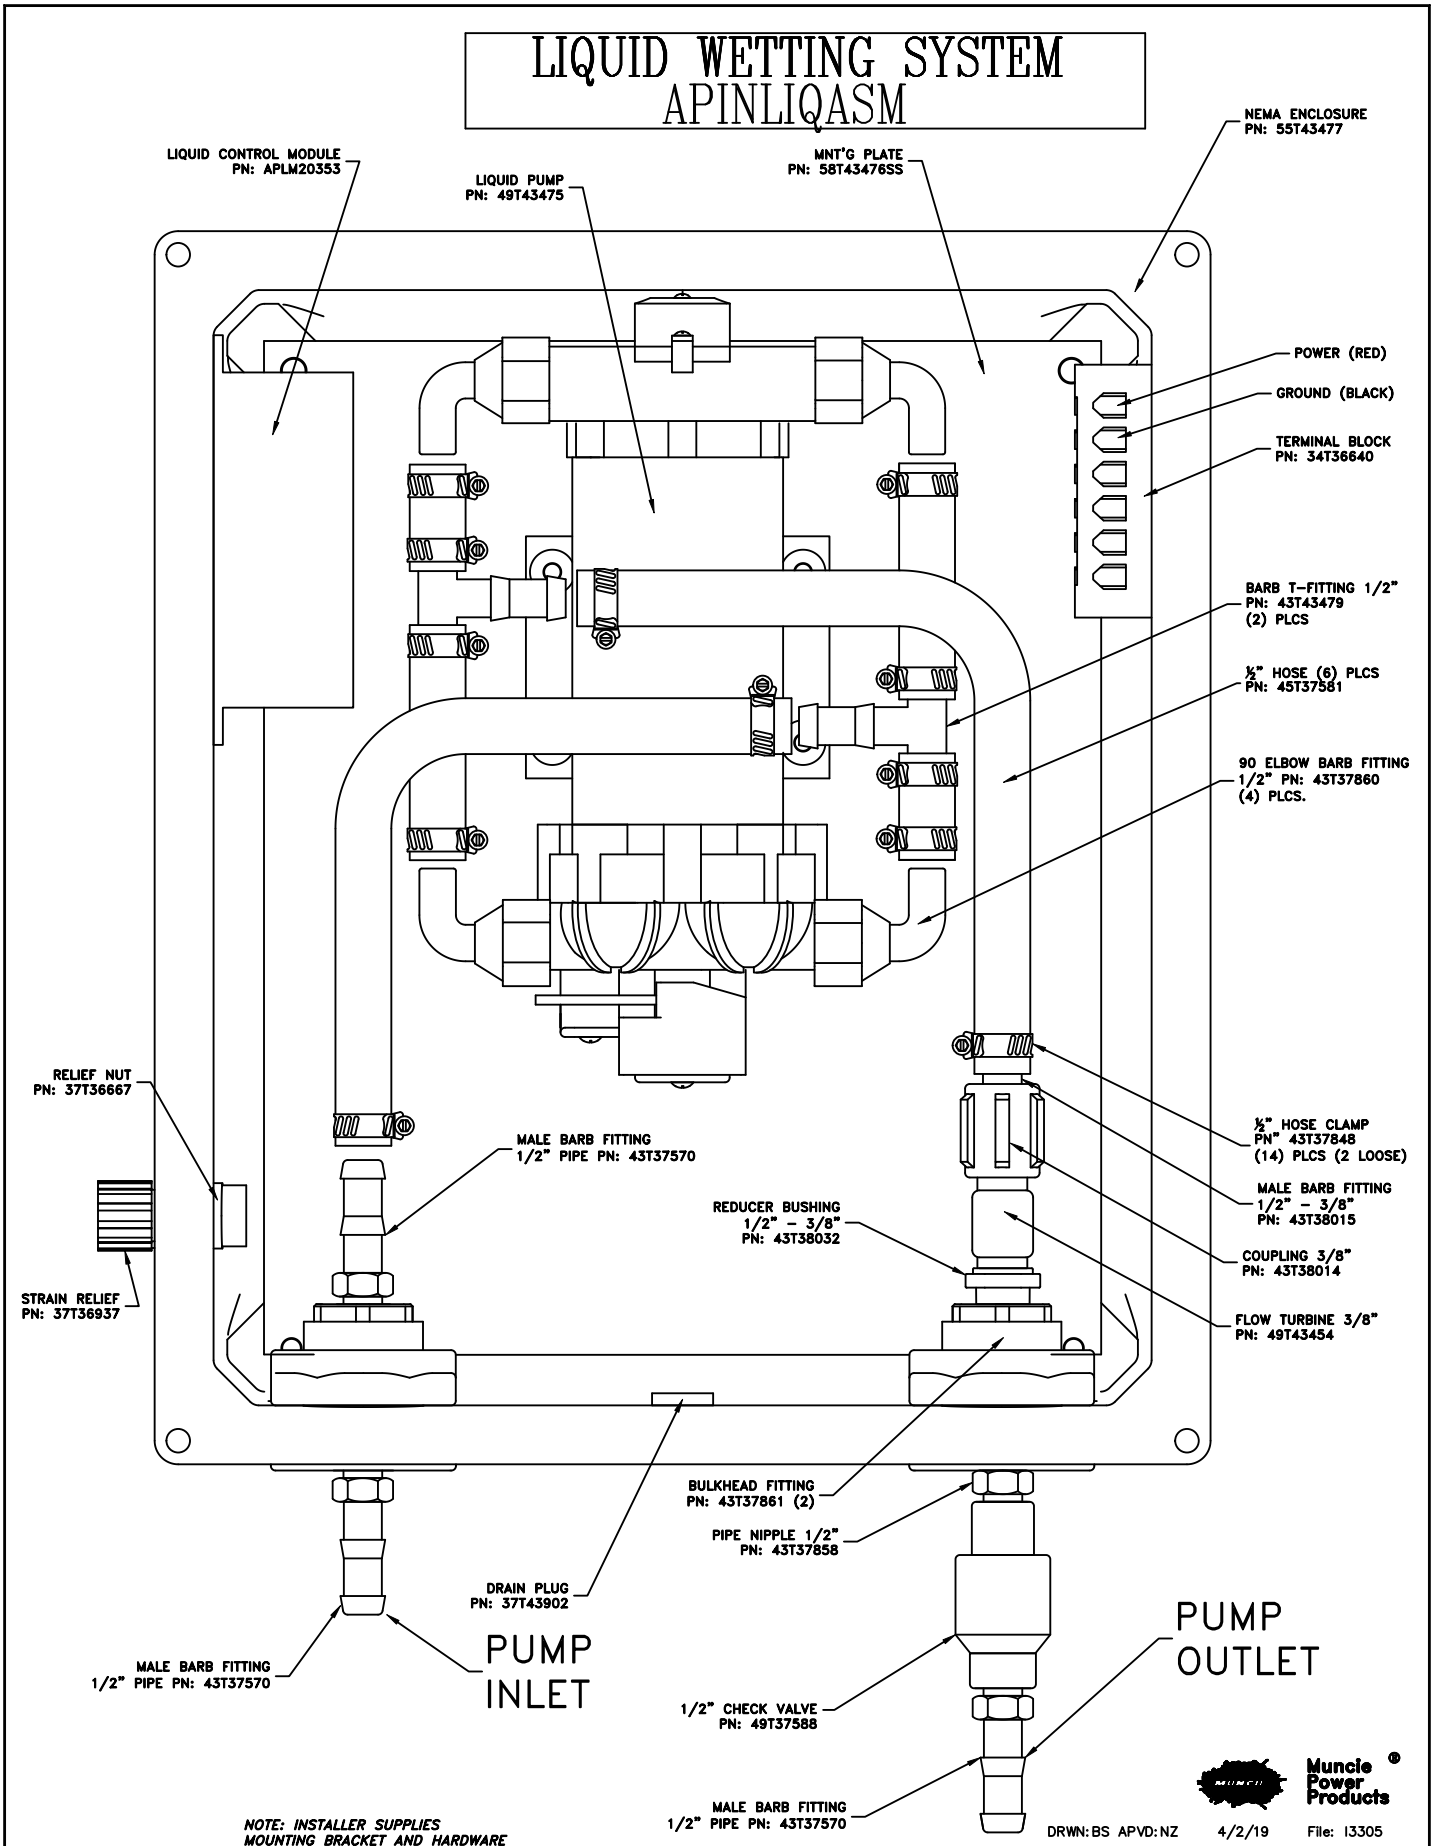 LIQUID WETTING SYSTEM
APINLIQASM
NEMA ENCLOSURE
PN: 55T43477
LIQUID CONTROL MODULE
PN: APLM20353
MNT'G PLATE
PN: 58T43476SS
LIQUID PUMP
PN: 49T43475
POWER (RED)
GROUND (BLACK)
TERMINAL BLOCK
PN: 34T36640
BARB T-FITTING 1/2"
PN: 43T43479
(2) PLCS
½" HOSE (6) PLCS
PN: 45T37581
90 ELBOW BARB FITTING
1/2" PN: 43T37860
(4) PLCS.
RELIEF NUT
PN: 37T36667
MALE BARB FITTING
1/2" PIPE PN: 43T37570
½" HOSE CLAMP
PN" 43T37848
(14) PLCS (2 LOOSE)
MALE BARB FITTING
1/2" - 3/8"
PN: 43T38015
REDUCER BUSHING
1/2" - 3/8"
PN: 43T38032
COUPLING 3/8"
PN: 43T38014
STRAIN RELIEF
PN: 37T36937
FLOW TURBINE 3/8"
PN: 49T43454
BULKHEAD FITTING
PN: 43T37861 (2)
PIPE NIPPLE 1/2"
PN: 43T37858
DRAIN PLUG
PN: 37T43902
PUMP
INLET
PUMP
OUTLET
MALE BARB FITTING
1/2" PIPE PN: 43T37570
1/2" CHECK VALVE
PN: 49T37588
MALE BARB FITTING
1/2" PIPE PN: 43T37570
NOTE: INSTALLER SUPPLIES
MOUNTING BRACKET AND HARDWARE
MUNCIE
Muncie ®
Power
Products
DRWN: BS APVD: NZ 4/2/19 File: I3305